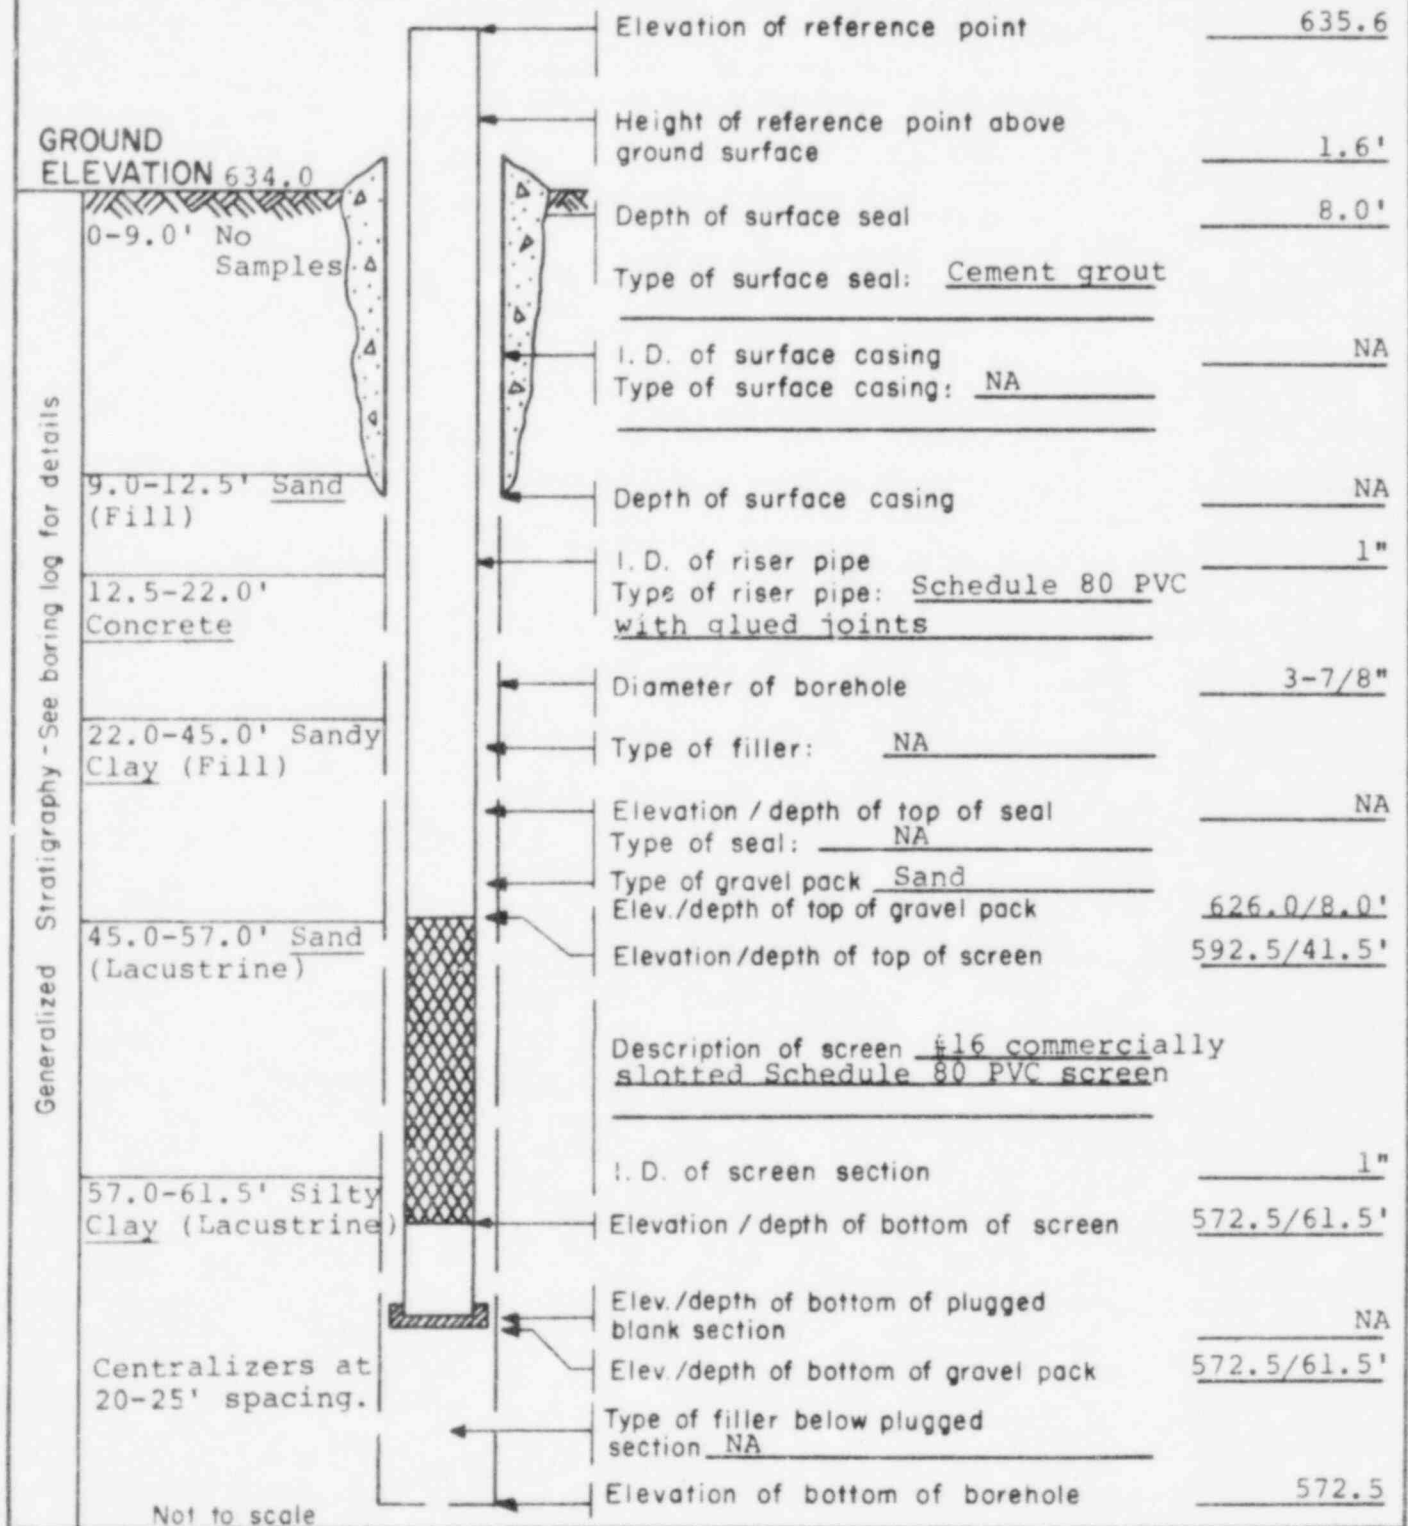 Elevation of reference point 635.6
Height of reference point above
ground surface 1.6'
GROUND
ELEVATION 634.0
Depth of surface seal 8.0'
0-9.0' No
Samples
Type of surface seal: Cement grout
I.D. of surface casing NA
Type of surface casing: NA
Generalized Stratigraphy - See boring log for details
9.0-12.5' Sand
(Fill)
Depth of surface casing NA
I.D. of riser pipe 1"
Type of riser pipe: Schedule 80 PVC
with glued joints
12.5-22.0'
Concrete
Diameter of borehole 3-7/8"
22.0-45.0' Sandy
Clay (Fill)
Type of filler: NA
Elevation / depth of top of seal NA
Type of seal: NA
Type of gravel pack Sand
Elev./depth of top of gravel pack 626.0/8.0'
45.0-57.0' Sand
(Lacustrine)
Elevation/depth of top of screen 592.5/41.5'
Description of screen #16 commercially
slotted Schedule 80 PVC screen
I.D. of screen section 1"
57.0-61.5' Silty
Clay (Lacustrine)
Elevation / depth of bottom of screen 572.5/61.5'
Elev./depth of bottom of plugged
blank section NA
Centralizers at
20-25' spacing.
Elev./depth of bottom of gravel pack 572.5/61.5'
Type of filler below plugged
section NA
Elevation of bottom of borehole 572.5
Not to scale